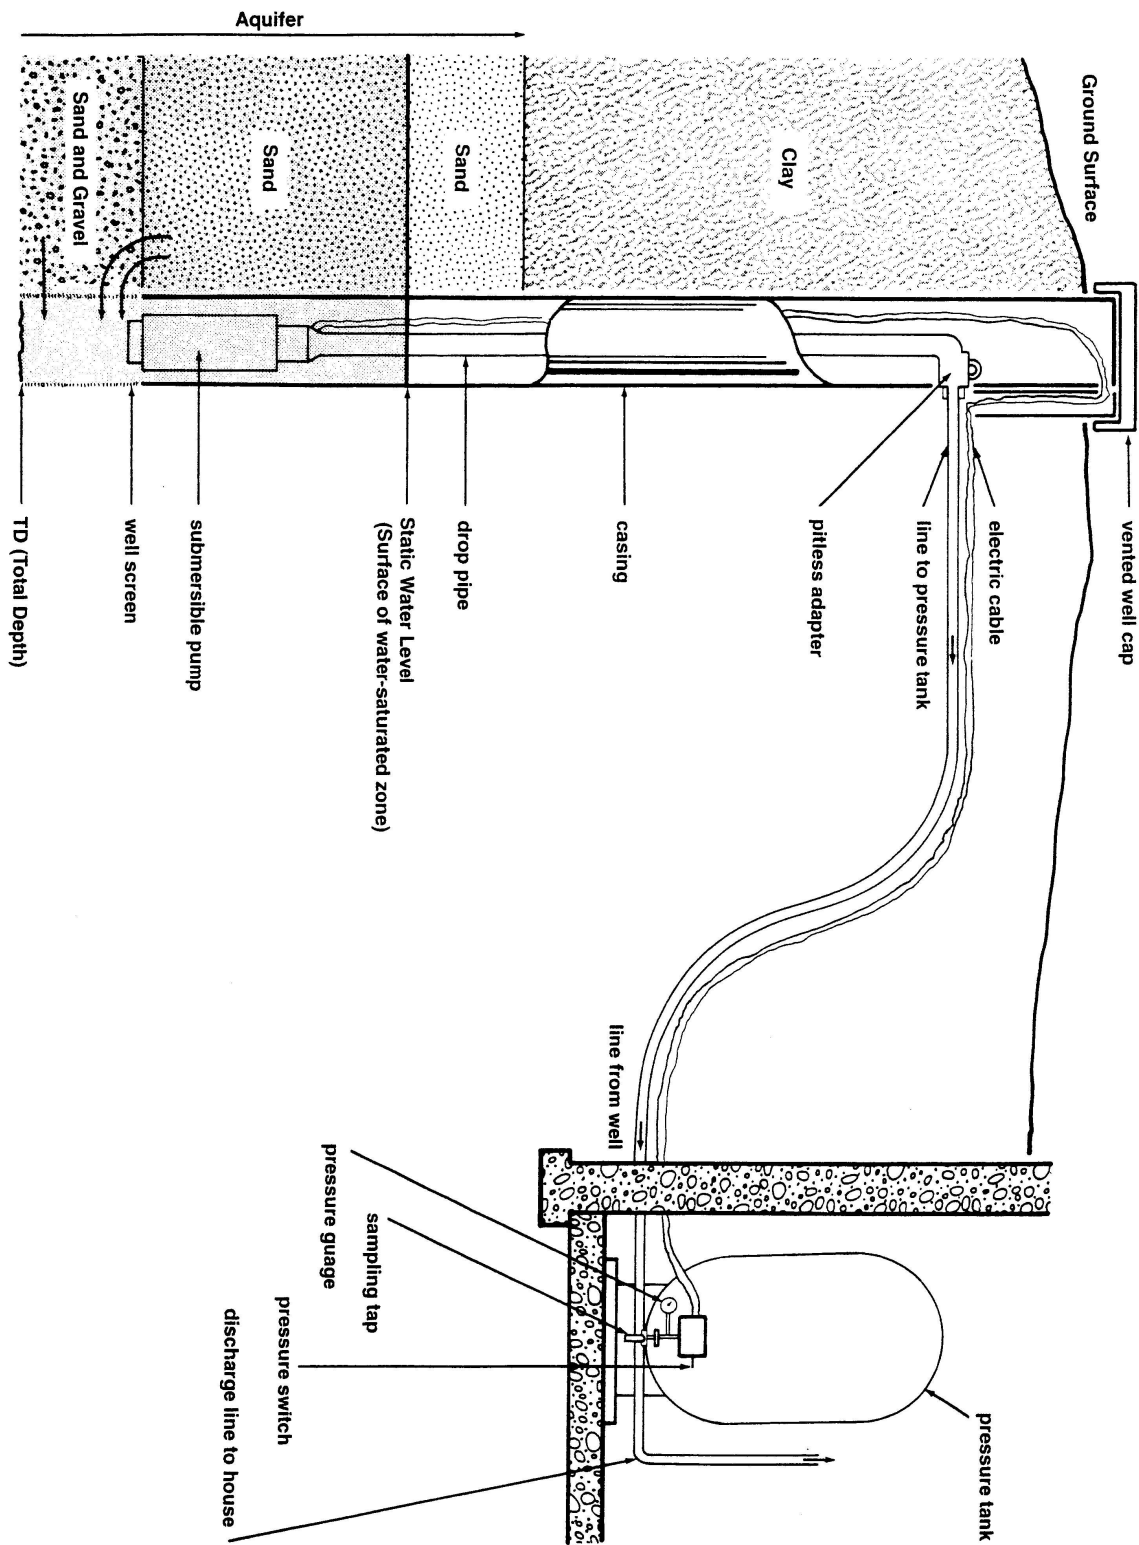 Aquifer
Ground Surface
Clay
Sand
Sand
Sand and Gravel
vented well cap
electric cable
line to pressure tank
pitless adapter
casing
drop pipe
Static Water Level
(Surface of water-saturated zone)
submersible pump
well screen
TD (Total Depth)
line from well
pressure tank
pressure guage
sampling tap
pressure switch
discharge line to house